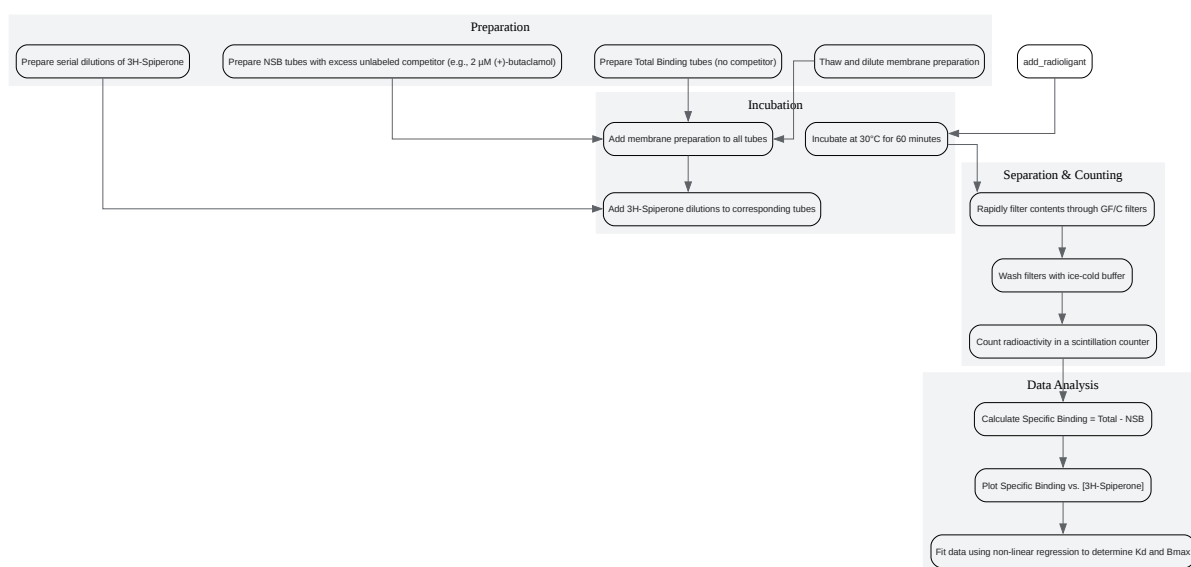 Preparation
Prepare serial dilutions of 3H-Spiperone
Prepare NSB tubes with excess unlabeled competitor (e.g., 2 µM (+)-butaclamol)
Prepare Total Binding tubes (no competitor)
Thaw and dilute membrane preparation
add_radioligant
Incubation
Add membrane preparation to all tubes
Incubate at 30°C for 60 minutes
Add 3H-Spiperone dilutions to corresponding tubes
Separation & Counting
Rapidly filter contents through GF/C filters
Wash filters with ice-cold buffer
Count radioactivity in a scintillation counter
Data Analysis
Calculate Specific Binding = Total - NSB
Plot Specific Binding vs. [3H-Spiperone]
Fit data using non-linear regression to determine Kd and Bmax